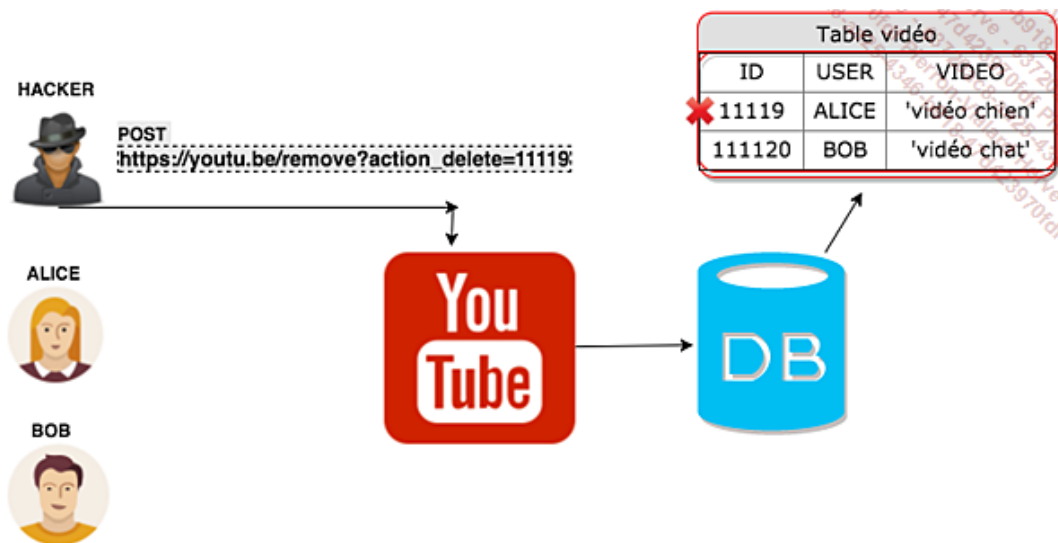 Table vidéo
ID USER VIDEO
11119 ALICE 'vidéo chien'
111120 BOB 'vidéo chat'
HACKER
POST
https://youtu.be/remove?action_delete=11119
ALICE
You
Tube
DB
BOB